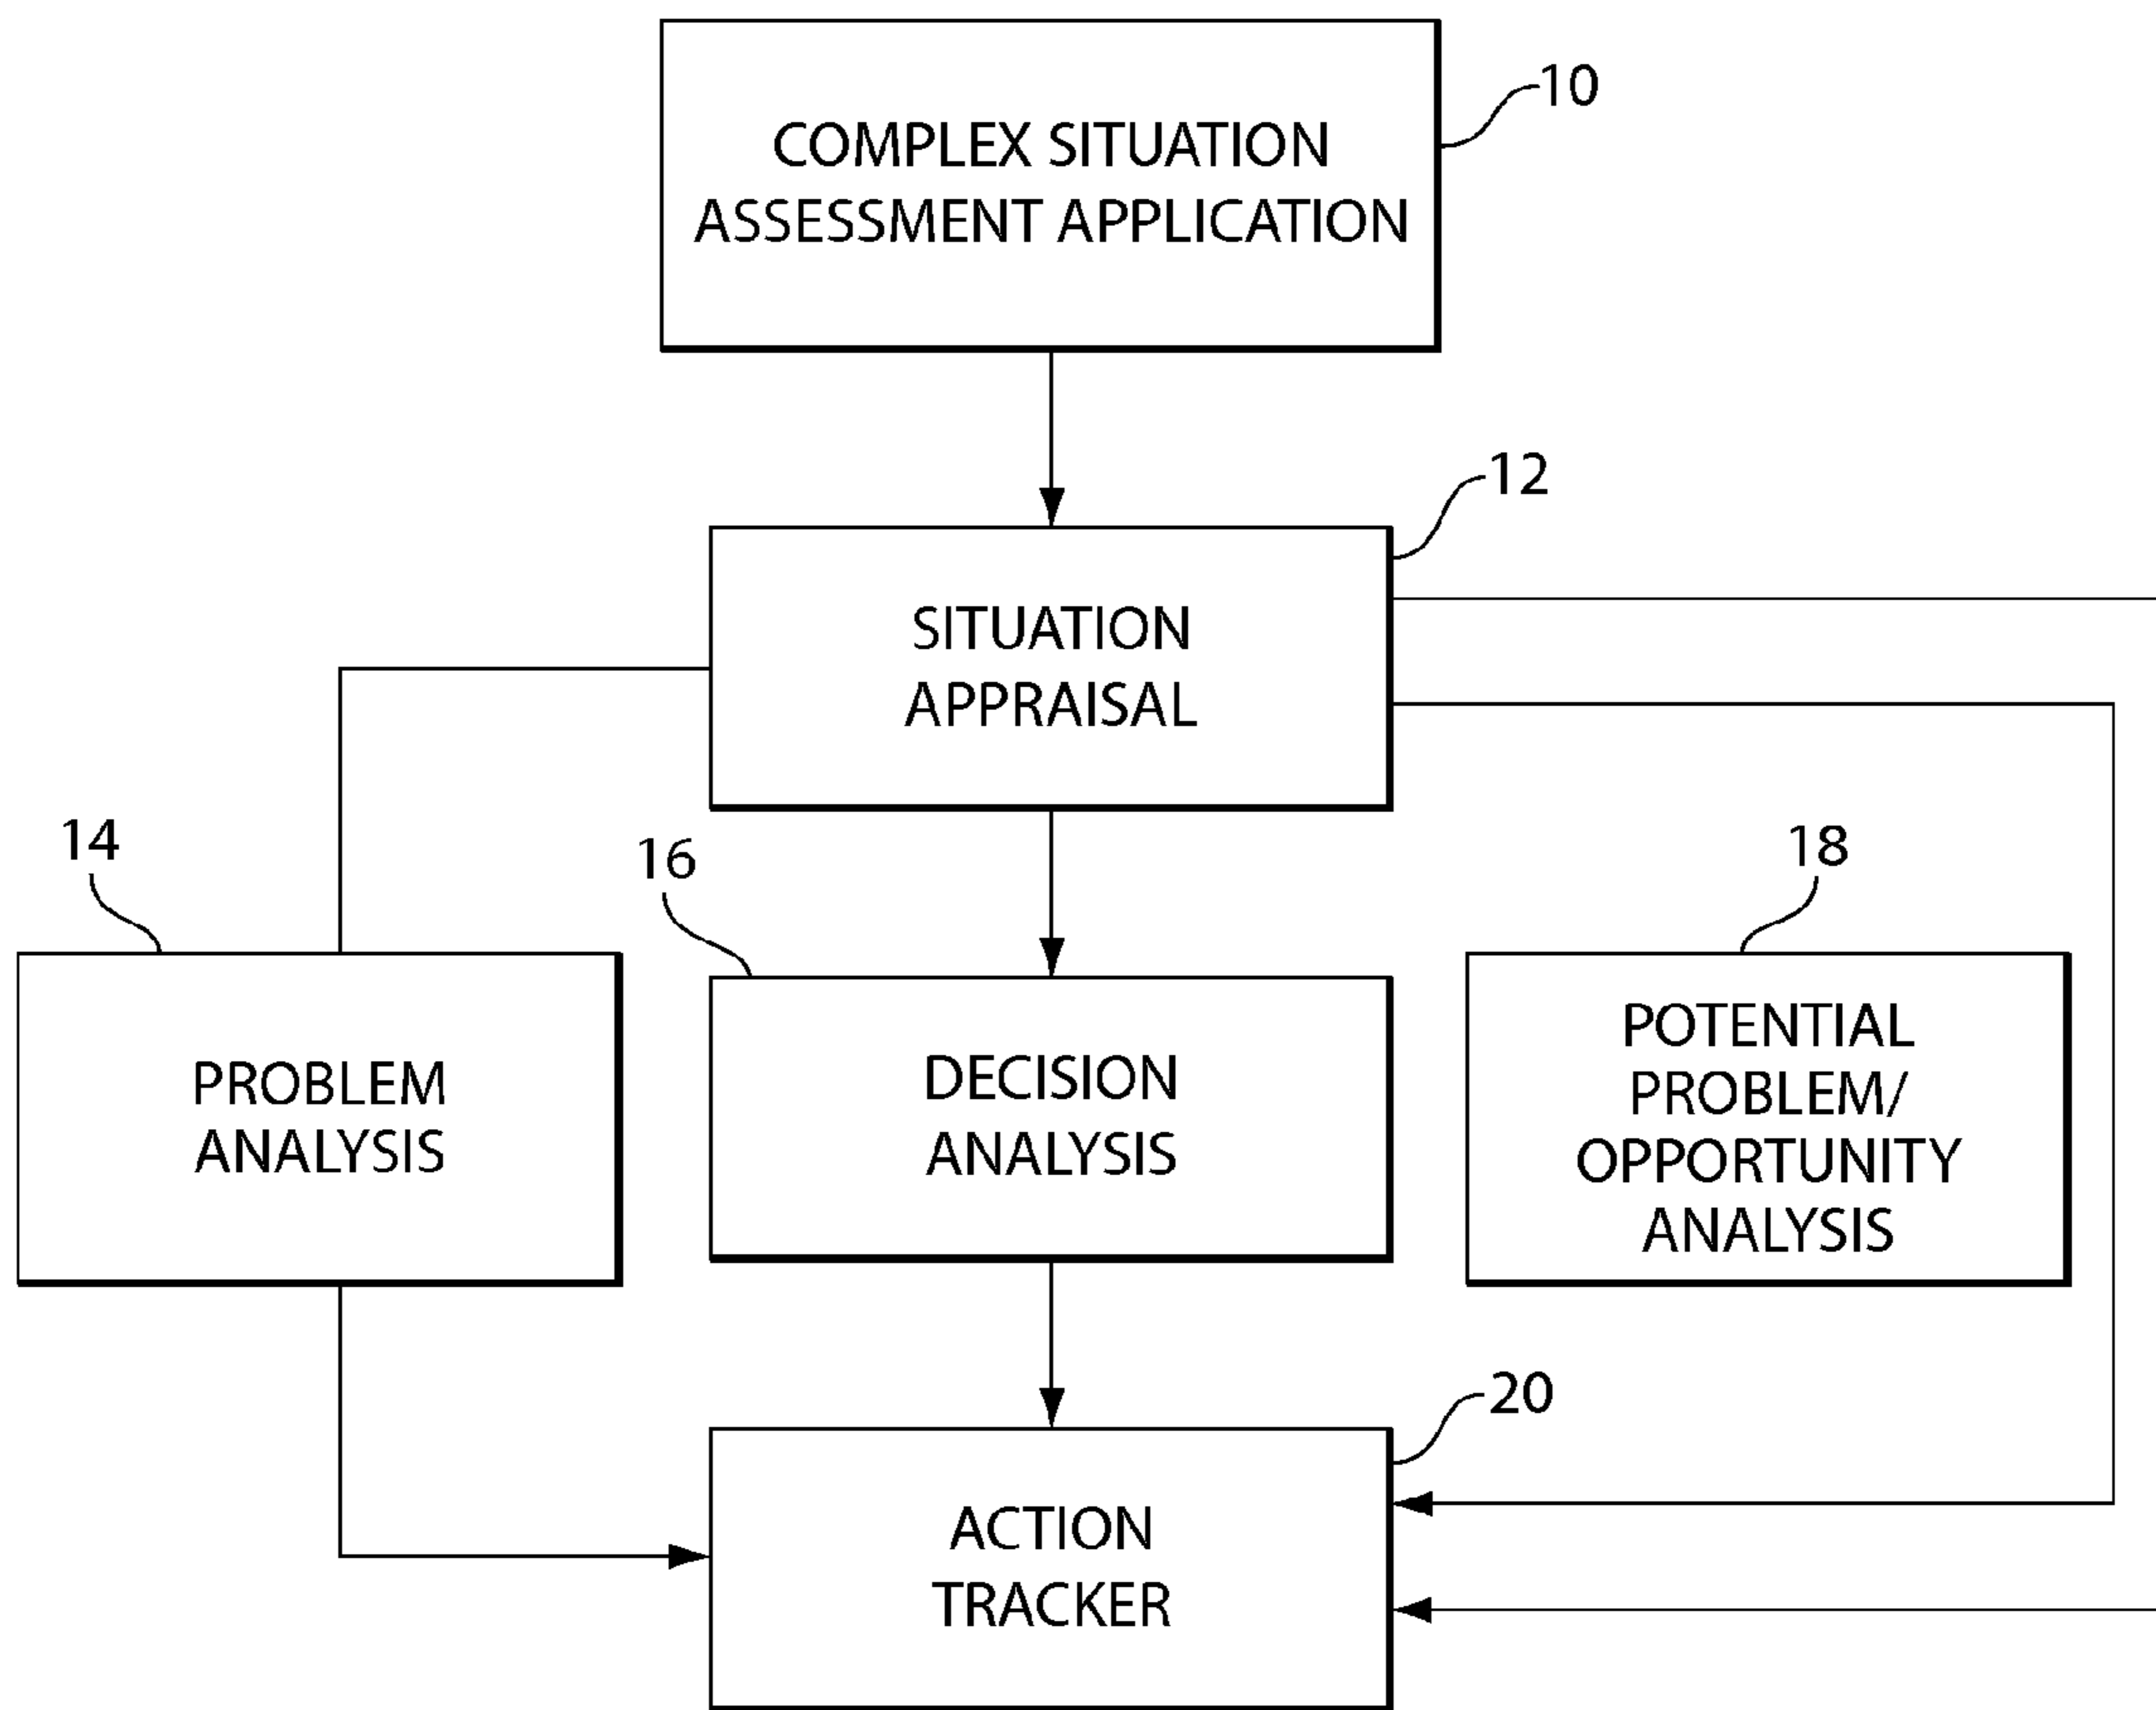 COMPLEX SITUATION
ASSESSMENT APPLICATION
10
12
SITUATION
APPRAISAL
14
16
18
PROBLEM
ANALYSIS
DECISION
ANALYSIS
POTENTIAL
PROBLEM/
OPPORTUNITY
ANALYSIS
20
ACTION
TRACKER